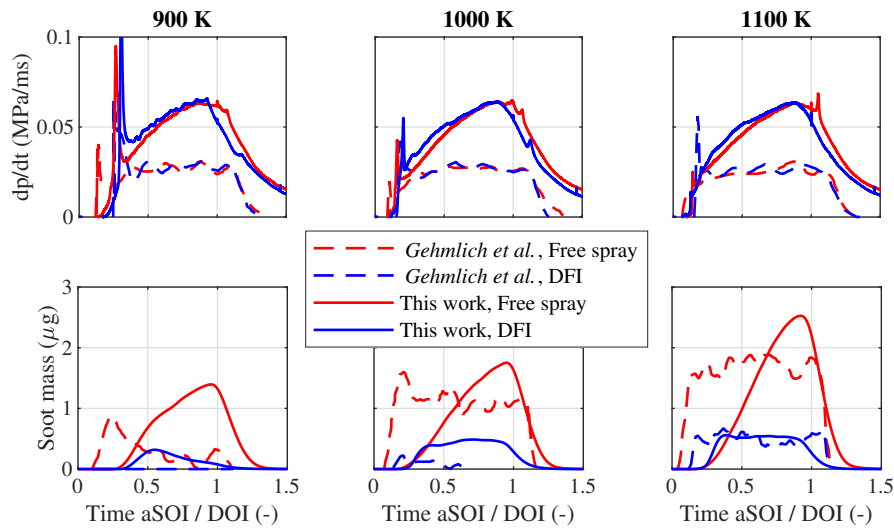 900 K 1000 K 1100 K
dp/dt (MPa/ms)
0.1
0.05
0
Gehmlich et al., Free spray
Gehmlich et al., DFI
This work, Free spray
This work, DFI
Soot mass (μg)
3
2
1
0
0 0.5 1 1.5 0 0.5 1 1.5 0 0.5 1 1.5
Time aSOI / DOI (-) Time aSOI / DOI (-) Time aSOI / DOI (-)